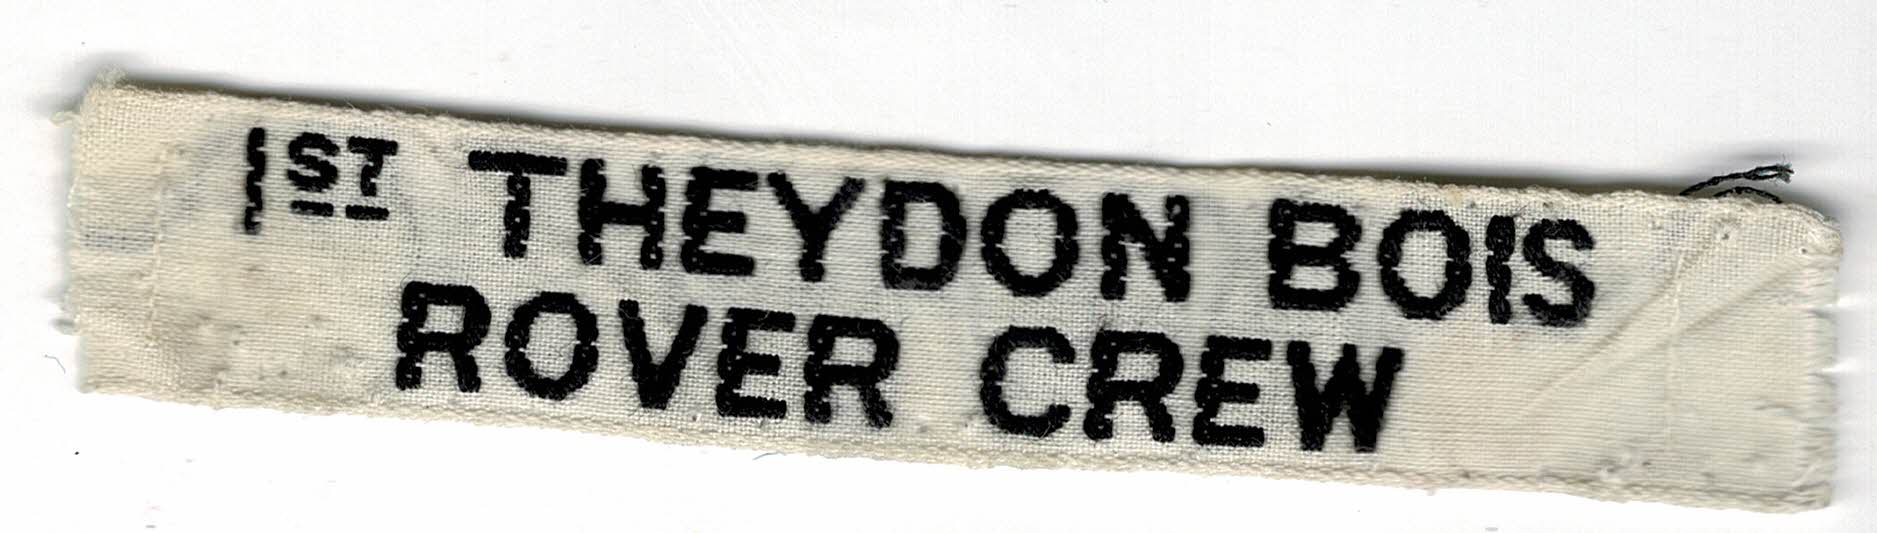 1ST THEYDON BOIS
ROVER CREW